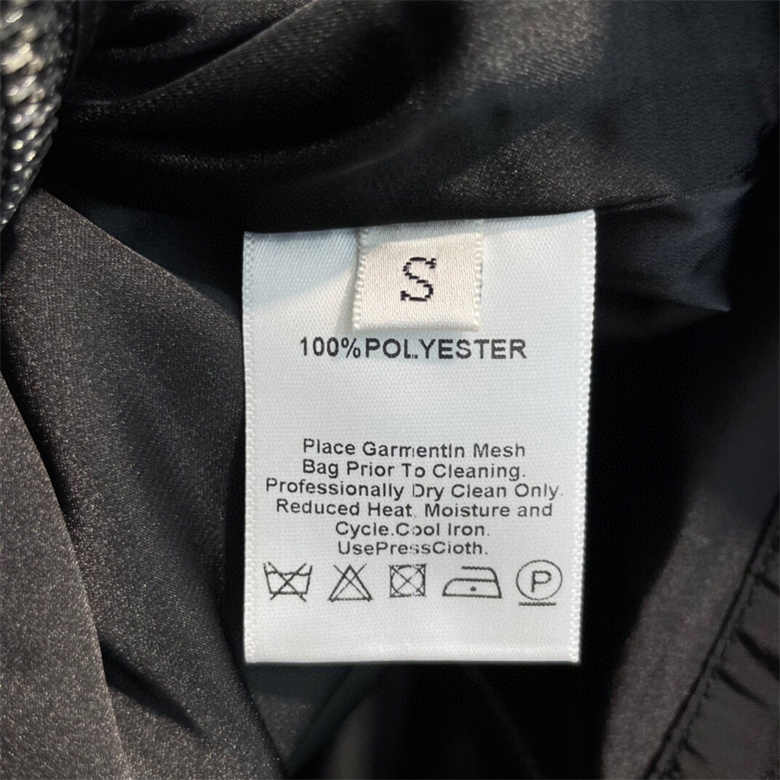 S
100%POLYESTER
Place GarmentIn Mesh
Bag Prior To Cleaning.
Professionally Dry Clean Only.
Reduced Heat, Moisture and
Cycle.Cool Iron.
UsePressCloth.
P